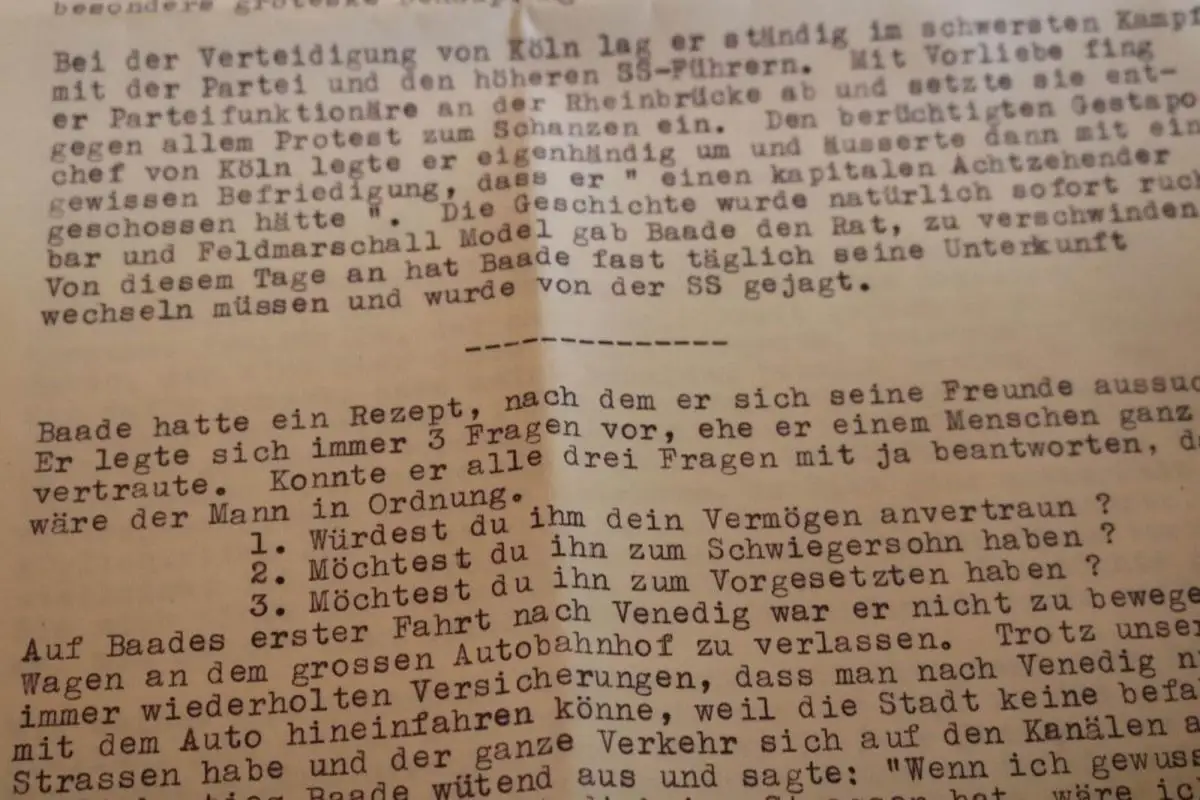 besonders groteske
Bei der Verteidigung von Köln lag er ständig im schwersten Kampf
mit der Partei und den höheren SS-Führern. Mit Vorliebe fing
er Parteifunktionäre an der Rheinbrücke ab und setzte sie ent-
gegen allem Protest zum Schanzen ein. Den berüchtigten Gestapo
chef von Köln legte er eigenhändig um und äusserte dann mit ein
gewissen Befriedigung, dass er " einen kapitalen Achtzehender
geschossen hätte ". Die Geschichte wurde natürlich sofort ruch
bar und Feldmarschall Model gab Baade den Rat, zu verschwinden
Von diesem Tage an hat Baade fast täglich seine Unterkunft
wechseln müssen und wurde von der SS gejagt.
--------------
Baade hatte ein Rezept, nach dem er sich seine Freunde aussuc
Er legte sich immer 3 Fragen vor, ehe er einem Menschen ganz
vertraute. Konnte er alle drei Fragen mit ja beantworten, d
wäre der Mann in Ordnung.
1. Würdest du ihm dein Vermögen anvertraun ?
2. Möchtest du ihn zum Schwiegersohn haben ?
3. Möchtest du ihn zum Vorgesetzten haben ?
Auf Baades erster Fahrt nach Venedig war er nicht zu bewege
Wagen an dem grossen Autobahnhof zu verlassen. Trotz unser
immer wiederholten Versicherungen, dass man nach Venedig ni
mit dem Auto hineinfahren könne, weil die Stadt keine befa
Strassen habe und der ganze Verkehr sich auf den Kanälen a
Baade wütend aus und sagte: "Wenn ich gewuss
Strassen hat, wäre ic